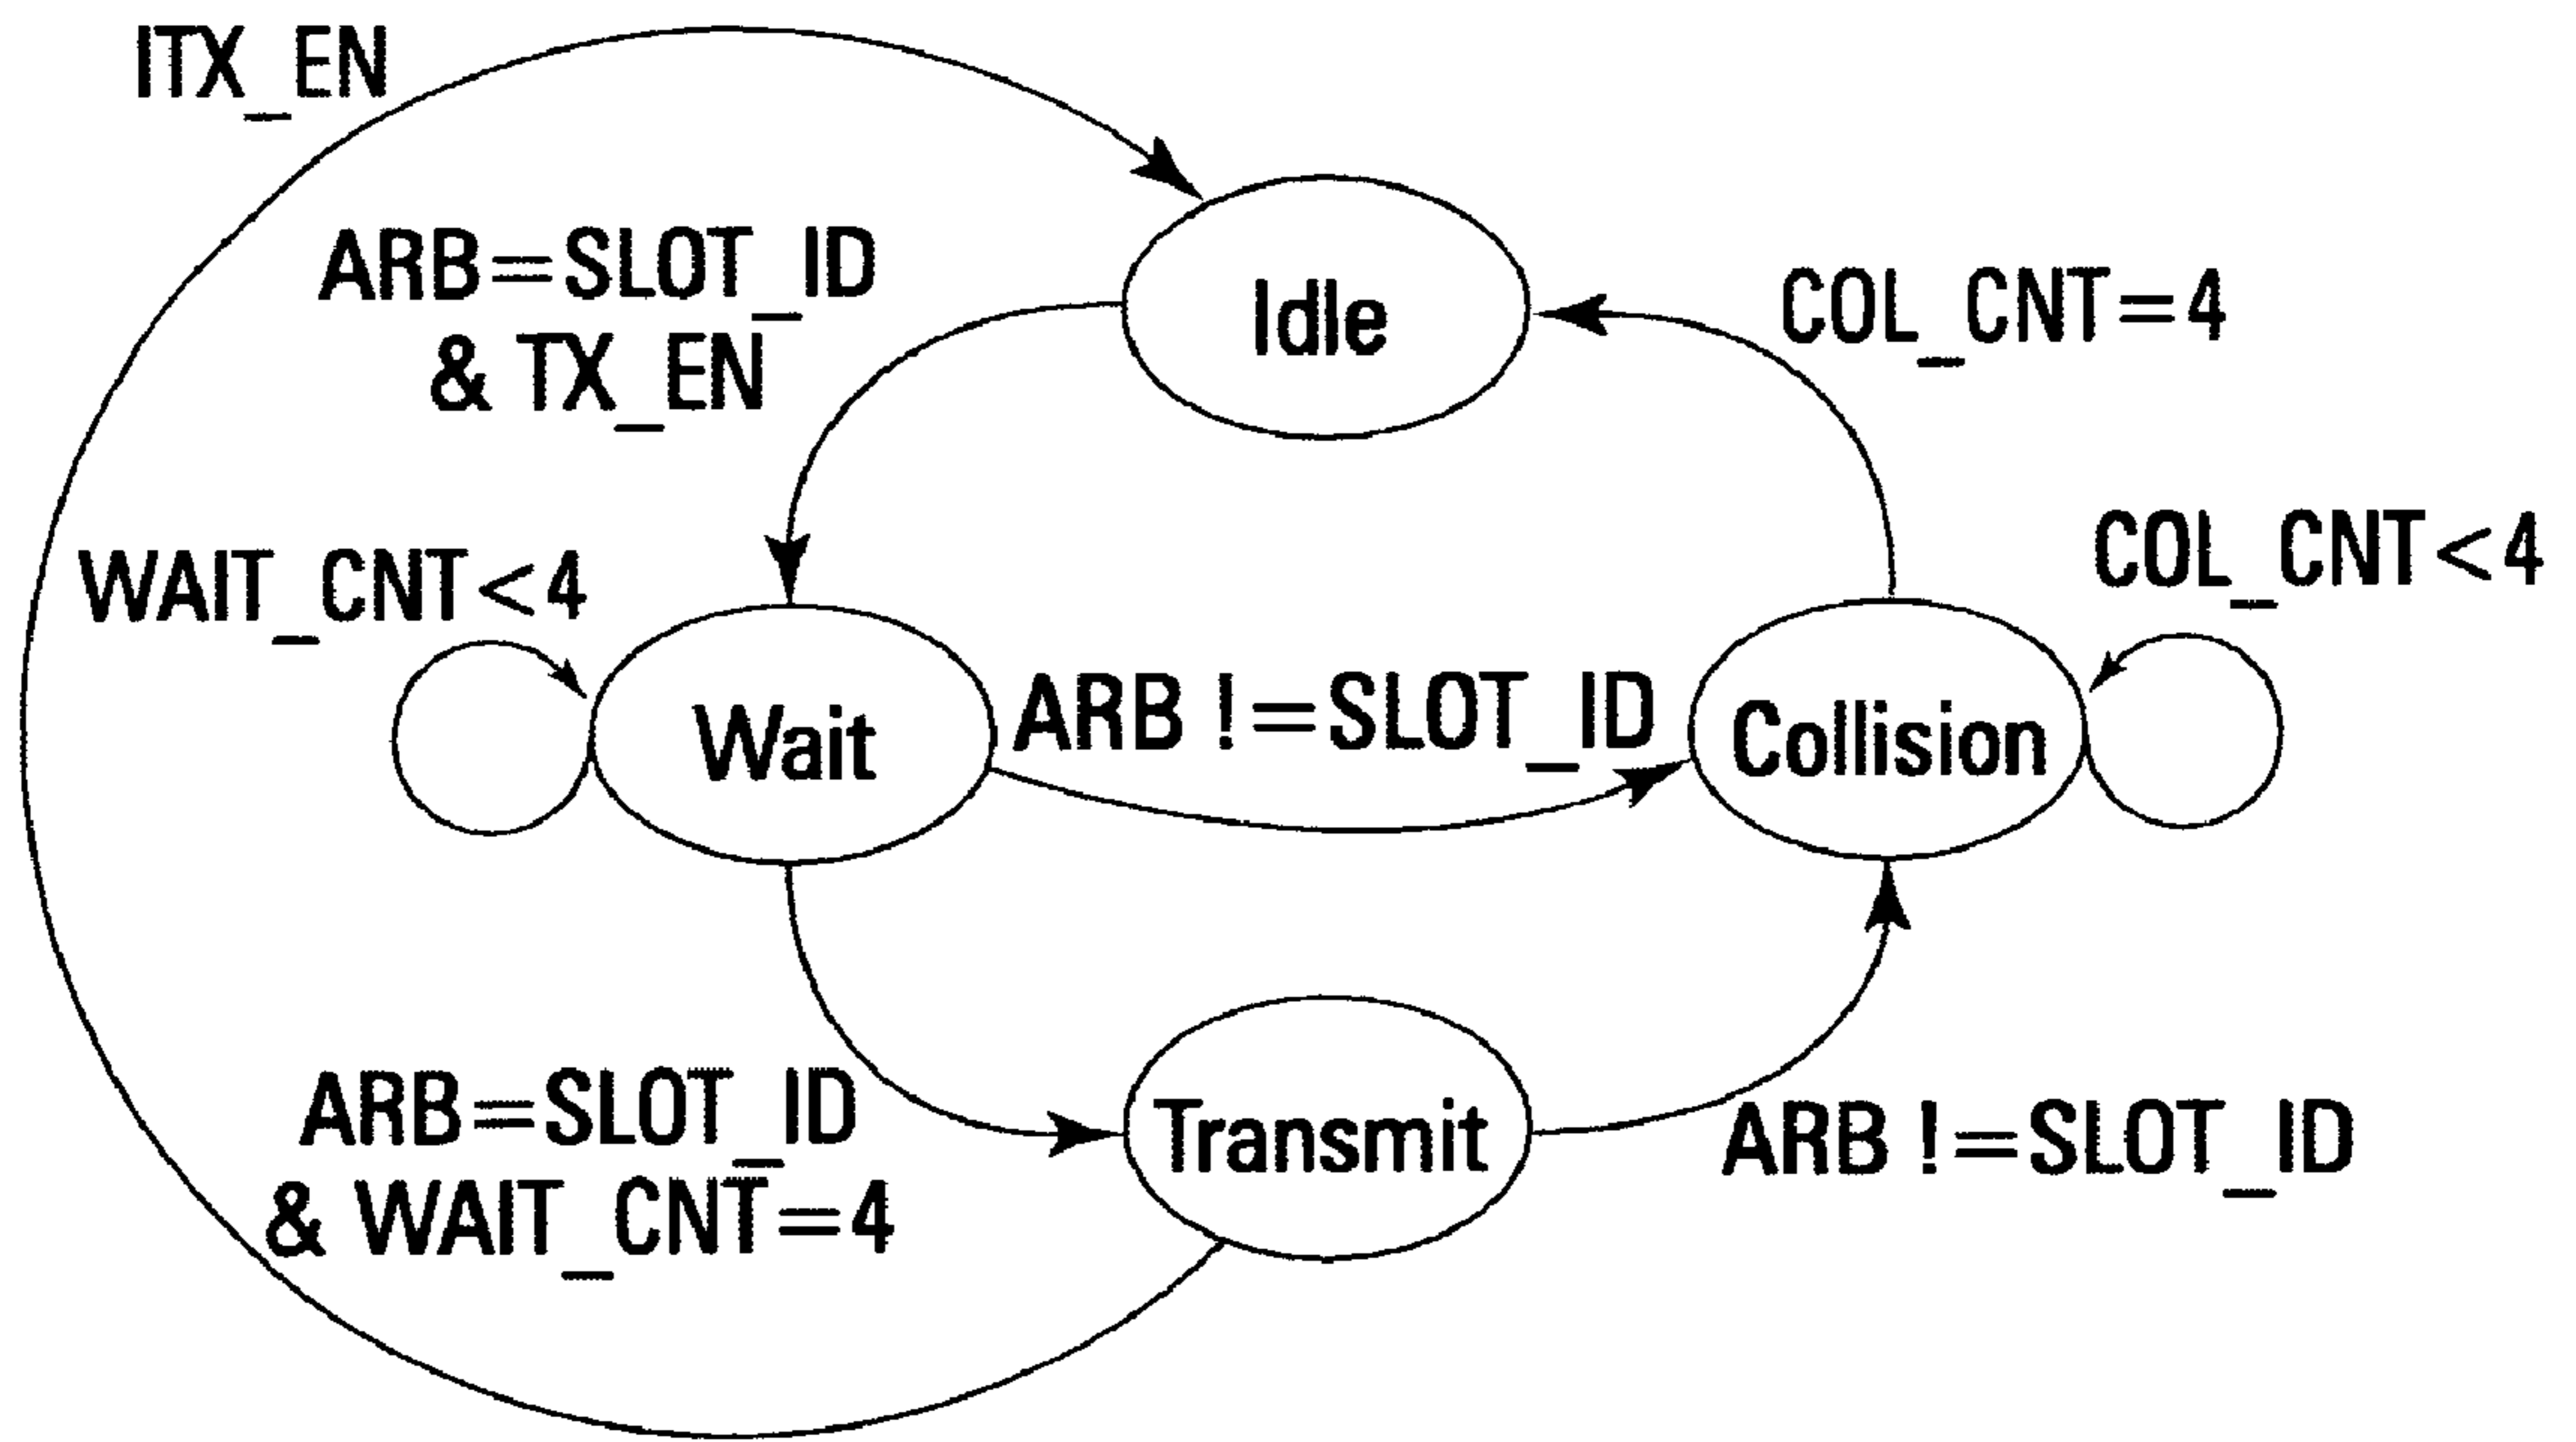 ITX_EN
ARB=SLOT_ID
& TX_EN
Idle
COL_CNT=4
WAIT_CNT<4
COL_CNT<4
Wait
ARB !=SLOT_ID
Collision
ARB=SLOT_ID
& WAIT_CNT=4
Transmit
ARB !=SLOT_ID